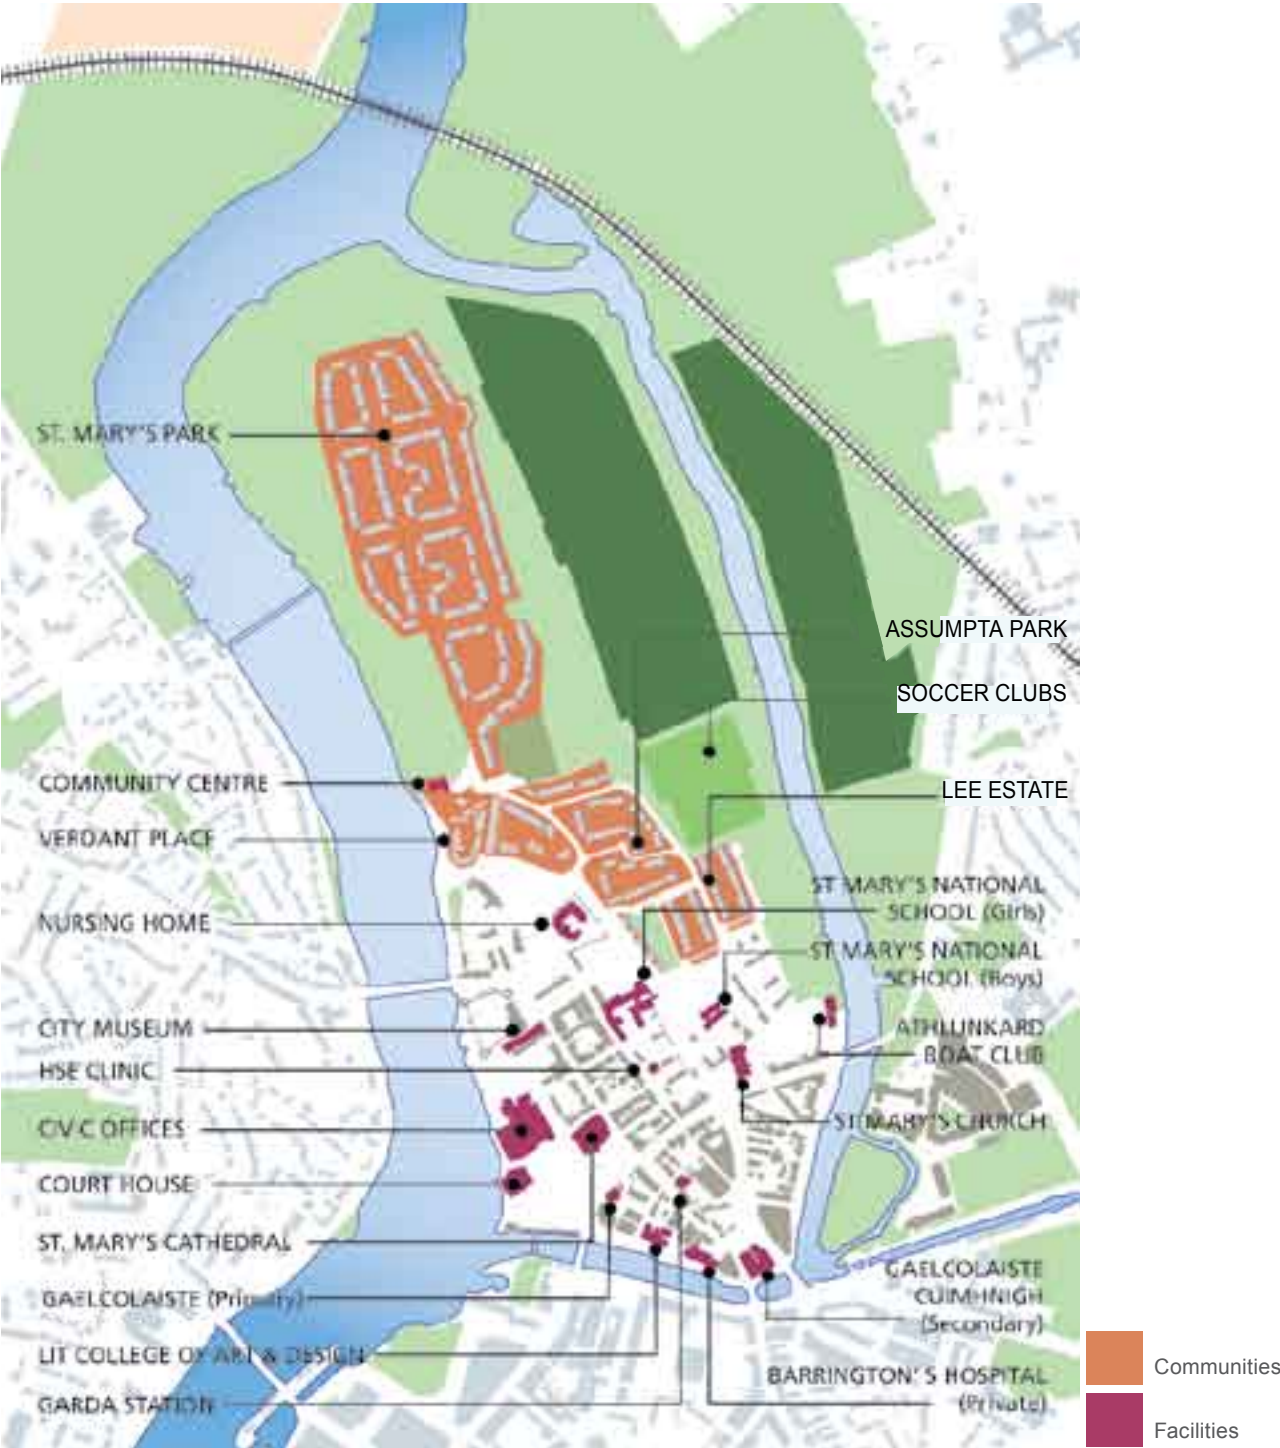 ST. MARY'S PARK
ASSUMPTA PARK
SOCCER CLUBS
COMMUNITY CENTRE
LEE ESTATE
VERDANT PLACE
ST MARY'S NATIONAL
SCHOOL (Girls)
NURSING HOME
ST MARY'S NATIONAL
SCHOOL (Boys)
CITY MUSEUM
ATHLUNKARD
BOAT CLUB
HSE CLINIC
CIVIC OFFICES
ST MARY'S CHURCH
COURT HOUSE
ST. MARY'S CATHEDRAL
GAELCOLAISTE (Primary)
GAELCOLAISTE
CUIMHNIGH
(Secondary)
LIT COLLEGE OF ART & DESIGN
BARRINGTON'S HOSPITAL
(Private)
GARDA STATION
Communities
Facilities